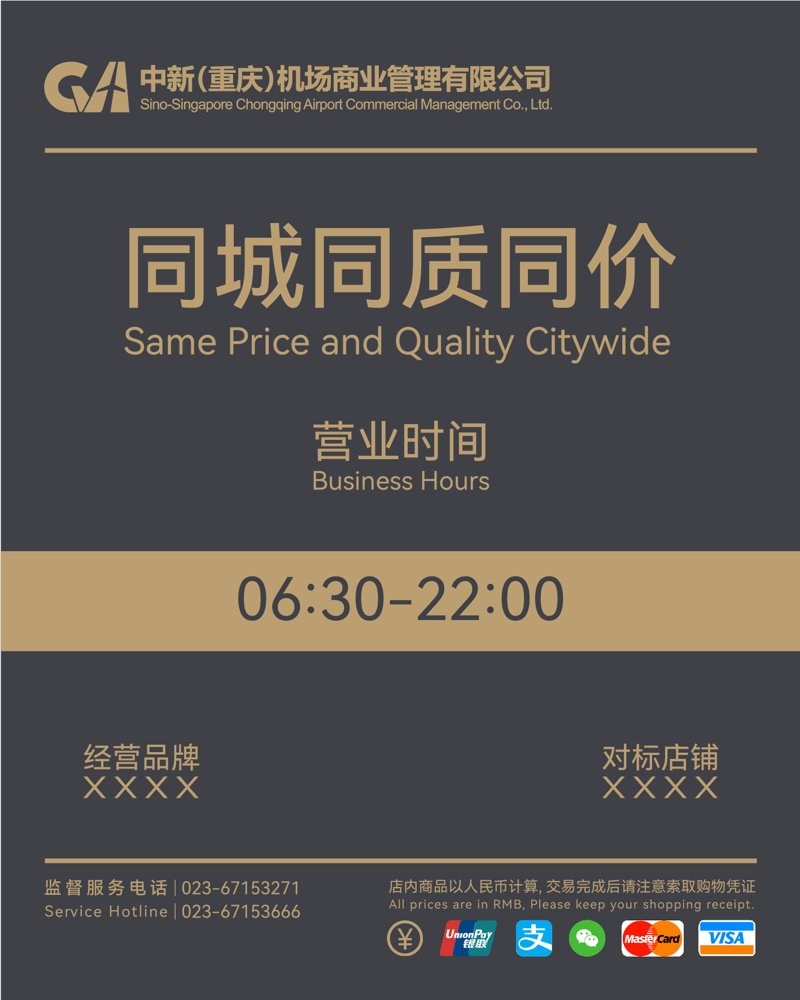 中新(重庆)机场商业管理有限公司
Sino-Singapore Chongqing Airport Commercial Management Co., Ltd.
同城同质同价
Same Price and Quality Citywide
营业时间
Business Hours
06:30-22:00
经营品牌
XXXX
对标店铺
XXXX
监督服务电话|023-67153271
Service Hotline|023-67153666
店内商品以人民币计算, 交易完成后请注意索取购物凭证
All prices are in RMB, Please keep your shopping receipt.
¥
UnionPay
银联
支
MasterCard
VISA